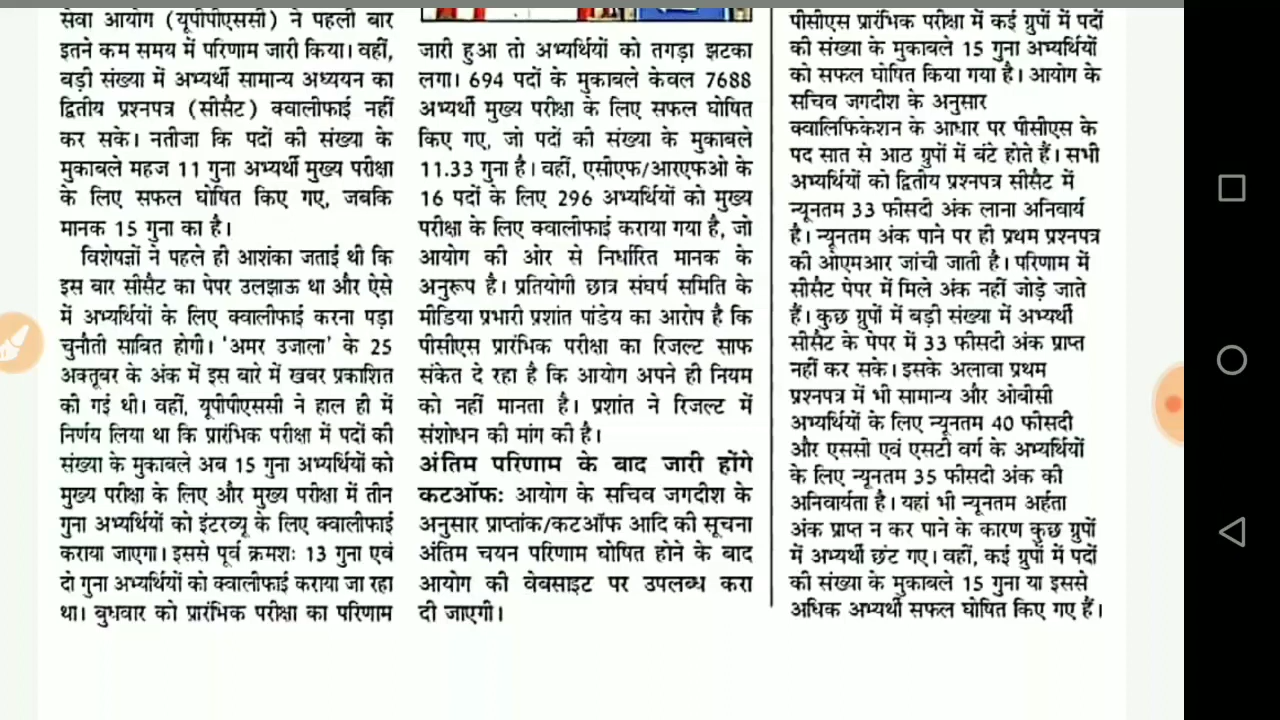 सेवा आयोग (यूपीपीएससी) ने पहली बार
इतने कम समय में परिणाम जारी किया। वहीं,
बड़ी संख्या में अभ्यर्थी सामान्य अध्ययन का
द्वितीय प्रश्नपत्र (सीसैट) क्वालीफाई नहीं
कर सके। नतीजा कि पदों की संख्या के
मुकाबले महज 11 गुना अभ्यर्थी मुख्य परीक्षा
के लिए सफल घोषित किए गए, जबकि
मानक 15 गुना का है।
विशेषज्ञों ने पहले ही आशंका जताई थी कि
इस बार सीसैट का पेपर उलझाऊ था और ऐसे
में अभ्यर्थियों के लिए क्वालीफाई करना पड़ा
चुनौती साबित होगी। 'अमर उजाला' के 25
अक्तूबर के अंक में इस बारे में खबर प्रकाशित
की गई थी। वहीं, यूपीपीएससी ने हाल ही में
निर्णय लिया था कि प्रारंभिक परीक्षा में पदों की
संख्या के मुकाबले अब 15 गुना अभ्यर्थियों को
मुख्य परीक्षा के लिए और मुख्य परीक्षा में तीन
गुना अभ्यर्थियों को इंटरव्यू के लिए क्वालीफाई
कराया जाएगा। इससे पूर्व क्रमशः 13 गुना एवं
दो गुना अभ्यर्थियों को क्वालीफाई कराया जा रहा
था। बुधवार को प्रारंभिक परीक्षा का परिणाम
जारी हुआ तो अभ्यर्थियों को तगड़ा झटका
लगा। 694 पदों के मुकाबले केवल 7688
अभ्यर्थी मुख्य परीक्षा के लिए सफल घोषित
किए गए, जो पदों की संख्या के मुकाबले
11.33 गुना है। वहीं, एसीएफ/आरएफओ के
16 पदों के लिए 296 अभ्यर्थियों को मुख्य
परीक्षा के लिए क्वालीफाई कराया गया है, जो
आयोग की ओर से निर्धारित मानक के
अनुरूप है। प्रतियोगी छात्र संघर्ष समिति के
मीडिया प्रभारी प्रशांत पांडेय का आरोप है कि
पीसीएस प्रारंभिक परीक्षा का रिजल्ट साफ
संकेत दे रहा है कि आयोग अपने ही नियम
को नहीं मानता है। प्रशांत ने रिजल्ट में
संशोधन की मांग की है।
अंतिम परिणाम के बाद जारी होंगे
कटऑफः आयोग के सचिव जगदीश के
अनुसार प्राप्तांक/कटऑफ आदि की सूचना
अंतिम चयन परिणाम घोषित होने के बाद
आयोग की वेबसाइट पर उपलब्ध करा
दी जाएगी।
पीसीएस प्रारंभिक परीक्षा में कई ग्रुपों में पदों
की संख्या के मुकाबले 15 गुना अभ्यर्थियों
को सफल घोषित किया गया है। आयोग के
सचिव जगदीश के अनुसार
क्वालिफिकेशन के आधार पर पीसीएस के
पद सात से आठ ग्रुपों में बंटे होते हैं। सभी
अभ्यर्थियों को द्वितीय प्रश्नपत्र सीसैट में
न्यूनतम 33 फीसदी अंक लाना अनिवार्य
है। न्यूनतम अंक पाने पर ही प्रथम प्रश्नपत्र
की ओएमआर जांची जाती है। परिणाम में
सीसैट पेपर में मिले अंक नहीं जोड़े जाते
हैं। कुछ ग्रुपों में बड़ी संख्या में अभ्यर्थी
सीसैट के पेपर में 33 फीसदी अंक प्राप्त
नहीं कर सके। इसके अलावा प्रथम
प्रश्नपत्र में भी सामान्य और ओबीसी
अभ्यर्थियों के लिए न्यूनतम 40 फीसदी
और एससी एवं एसटी वर्ग के अभ्यर्थियों
के लिए न्यूनतम 35 फीसदी अंक की
अनिवार्यता है। यहां भी न्यूनतम अर्हता
अंक प्राप्त न कर पाने के कारण कुछ ग्रुपों
में अभ्यर्थी छंट गए। वहीं, कई ग्रुपों में पदों
की संख्या के मुकाबले 15 गुना या इससे
अधिक अभ्यर्थी सफल घोषित किए गए हैं।